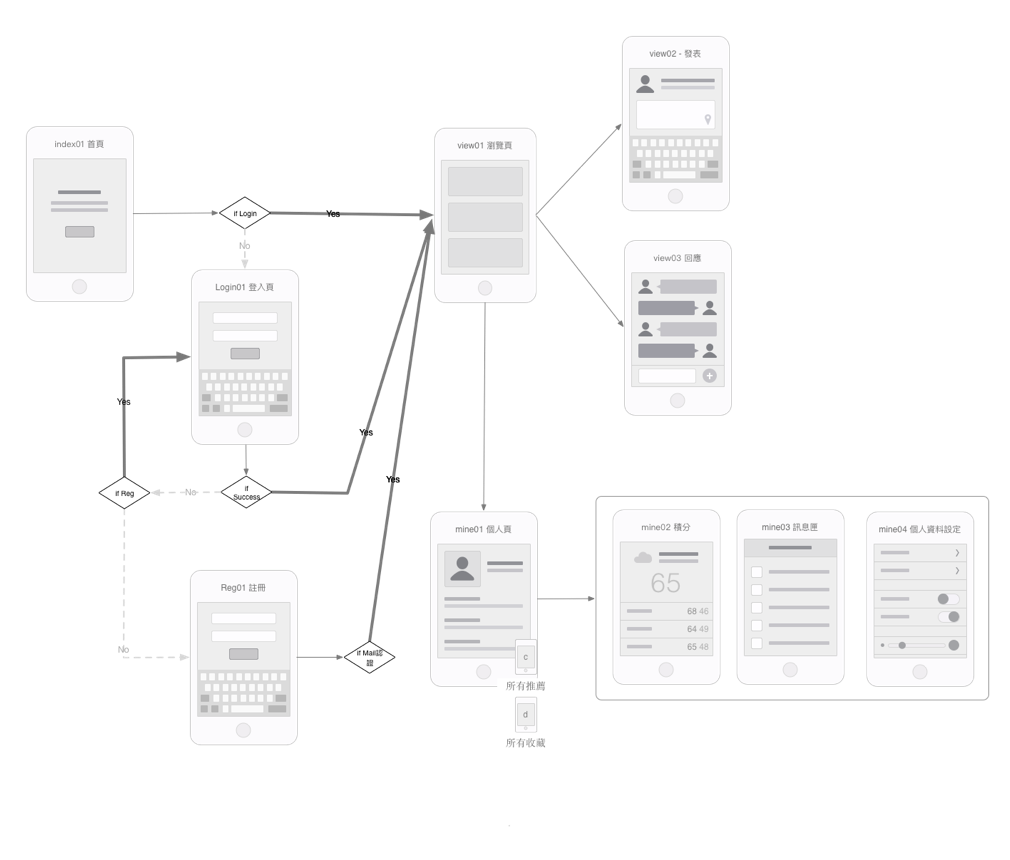 view02 - 發表
index01 首頁
view01 瀏覽頁
if Login
Yes
No
view03 回應
Login01 登入頁
Yes
Yes
Yes
if Reg
No
if
Success
mine01 個人頁
mine02 積分
65
68 46
64 49
65 48
mine03 訊息匣
mine04 個人資料設定
Reg01 註冊
No
if Mail認
證
c
所有推薦
d
所有收藏